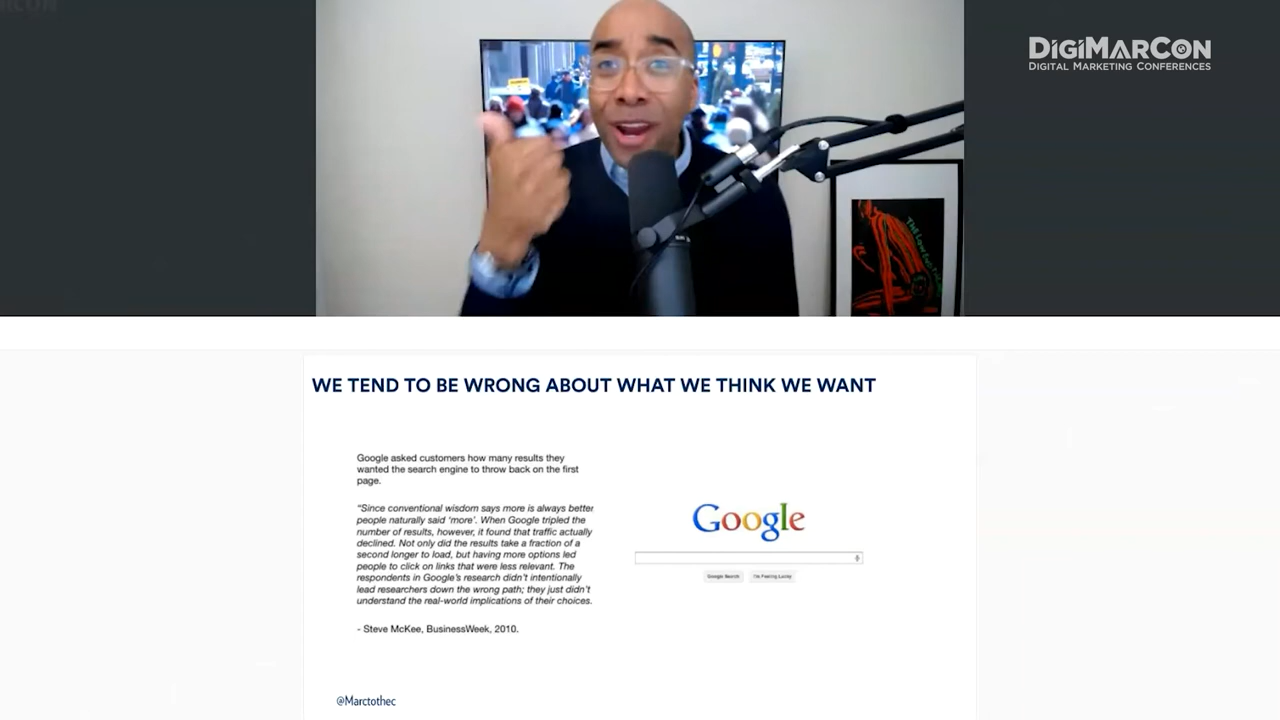 DIGIMARCON
DIGITAL MARKETING CONFERENCES
WE TEND TO BE WRONG ABOUT WHAT WE THINK WE WANT
Google asked customers how many results they
wanted the search engine to throw back on the first
page.
"Since conventional wisdom says more is always better
people naturally said 'more'. When Google tripled the
number of results, however, it found that traffic actually
declined. Not only did the results take a fraction of a
second longer to load, but having more options led
people to click on links that were less relevant. The
respondents in Google's research didn't intentionally
lead researchers down the wrong path; they just didn't
understand the real-world implications of their choices.
- Steve McKee, BusinessWeek, 2010.
Google
Google Search
I'm Feeling Lucky
@Marctothec